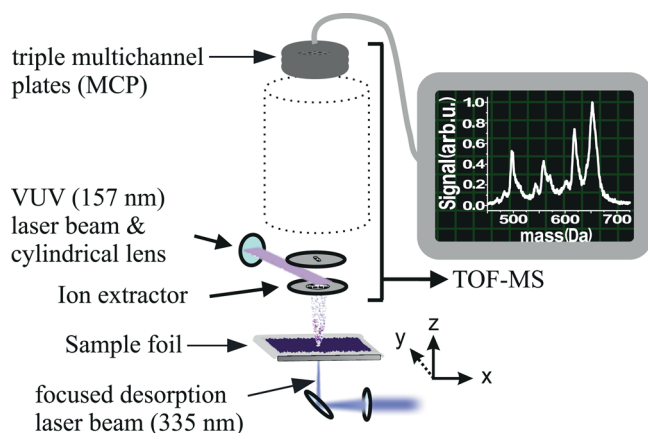 triple multichannel
plates (MCP)
VUV (157 nm)
laser beam &
cylindrical lens
Ion extractor
Sample foil
focused desorption
laser beam (335 nm)
TOF-MS
Signal(arb.u.)
1.0
0.8
0.6
0.4
0.2
0.0
500
600
700
mass(Da)
z
y
x